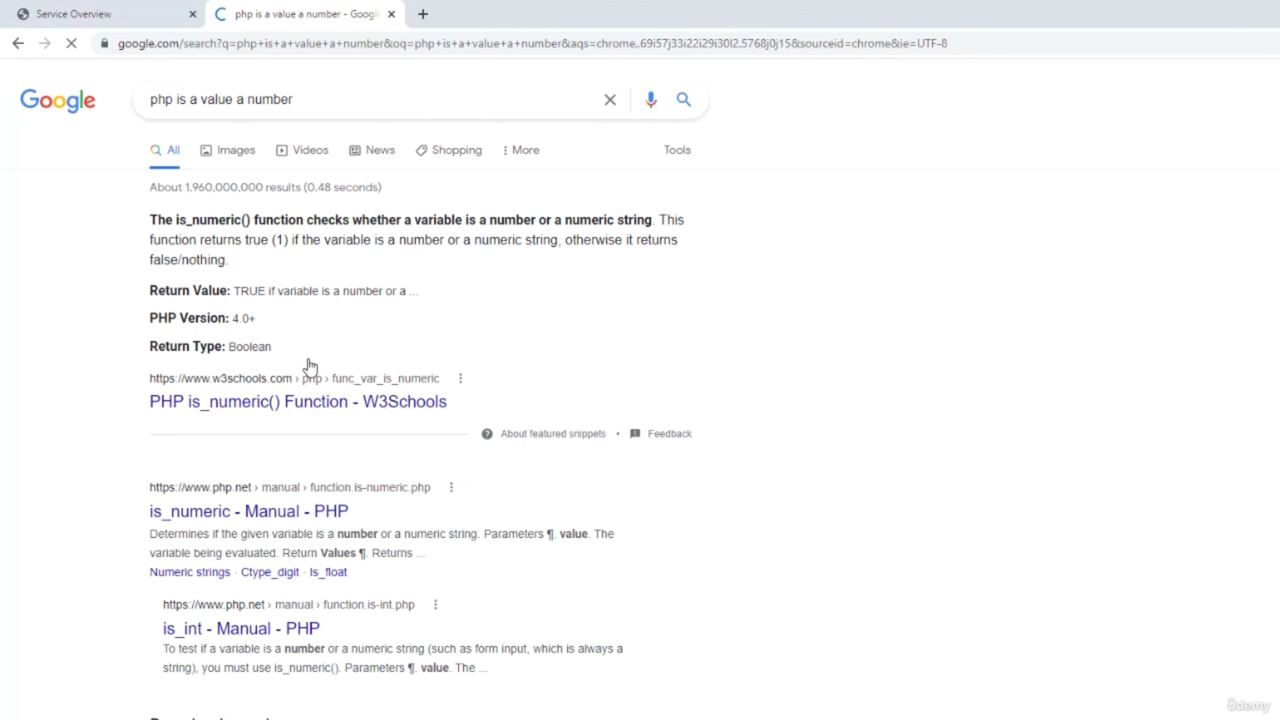 Service Overview
php is a value a number - Googl
google.com/search?q=php+is+a+value+a+number&oq=php+is+a+value+a+number&aqs=chrome..69i57j33i22i29i30l2.5768j0j15&sourceid=chrome&ie=UTF-8
Google
php is a value a number
All Images Videos News Shopping More Tools
About 1,960,000,000 results (0.48 seconds)
The is_numeric() function checks whether a variable is a number or a numeric string. This
function returns true (1) if the variable is a number or a numeric string, otherwise it returns
false/nothing.
Return Value: TRUE if variable is a number or a ...
PHP Version: 4.0+
Return Type: Boolean
https://www.w3schools.com › php › func_var_is_numeric
PHP is_numeric() Function - W3Schools
About featured snippets • Feedback
https://www.php.net › manual › function.is-numeric.php
is_numeric - Manual - PHP
Determines if the given variable is a number or a numeric string. Parameters ¶. value. The
variable being evaluated. Return Values ¶. Returns ...
Numeric strings · Ctype_digit · Is_float
https://www.php.net › manual › function.is-int.php
is_int - Manual - PHP
To test if a variable is a number or a numeric string (such as form input, which is always a
string), you must use is_numeric(). Parameters ¶. value. The ...
ûdemy